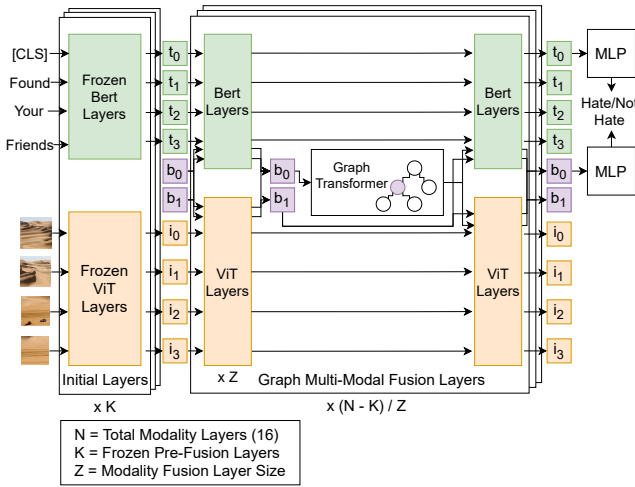 [CLS]
Found
Your
Friends
Frozen
Bert
Layers
Frozen
ViT
Layers
Initial Layers
x K
t0
t1
t2
t3
b0
b1
i0
i1
i2
i3
Bert
Layers
ViT
Layers
x Z
b0
b1
Graph
Transformer
Graph Multi-Modal Fusion Layers
x (N - K) / Z
Bert
Layers
ViT
Layers
t0
t1
t2
t3
b0
b1
i0
i1
i2
i3
MLP
Hate/Not
Hate
MLP
N = Total Modality Layers (16)
K = Frozen Pre-Fusion Layers
Z = Modality Fusion Layer Size